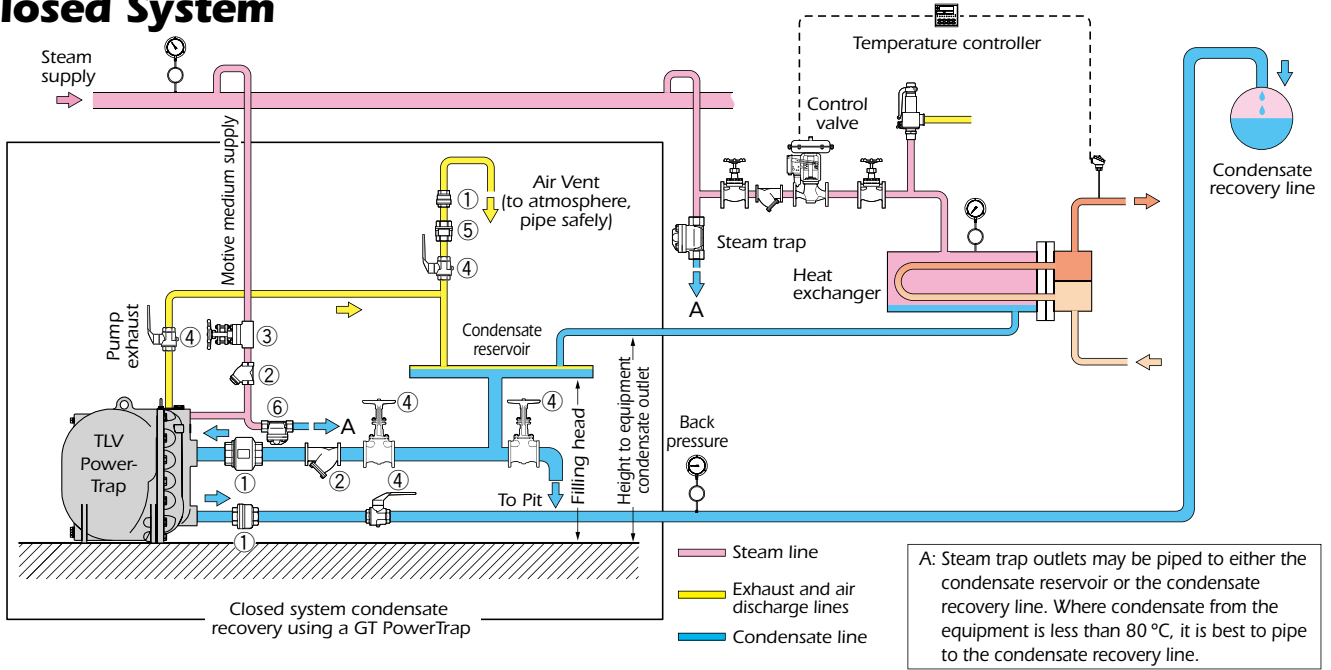 losed System
Steam
supply
Temperature controller
Control
valve
Condensate
recovery line
Motive medium supply
Air Vent
(to atmosphere,
pipe safely)
①
⑤
④
Steam trap
A
Heat
exchanger
Pump
exhaust
④
③
②
Condensate
reservoir
⑥
A
④
④
TLV
Power-
Trap
①
②
④
①
To Pit
Filling head
Height to equipment
condensate outlet
Back
pressure
Steam line
Exhaust and air
discharge lines
Condensate line
Closed system condensate
recovery using a GT PowerTrap
A: Steam trap outlets may be piped to either the
condensate reservoir or the condensate
recovery line. Where condensate from the
equipment is less than 80 °C, it is best to pipe
to the condensate recovery line.